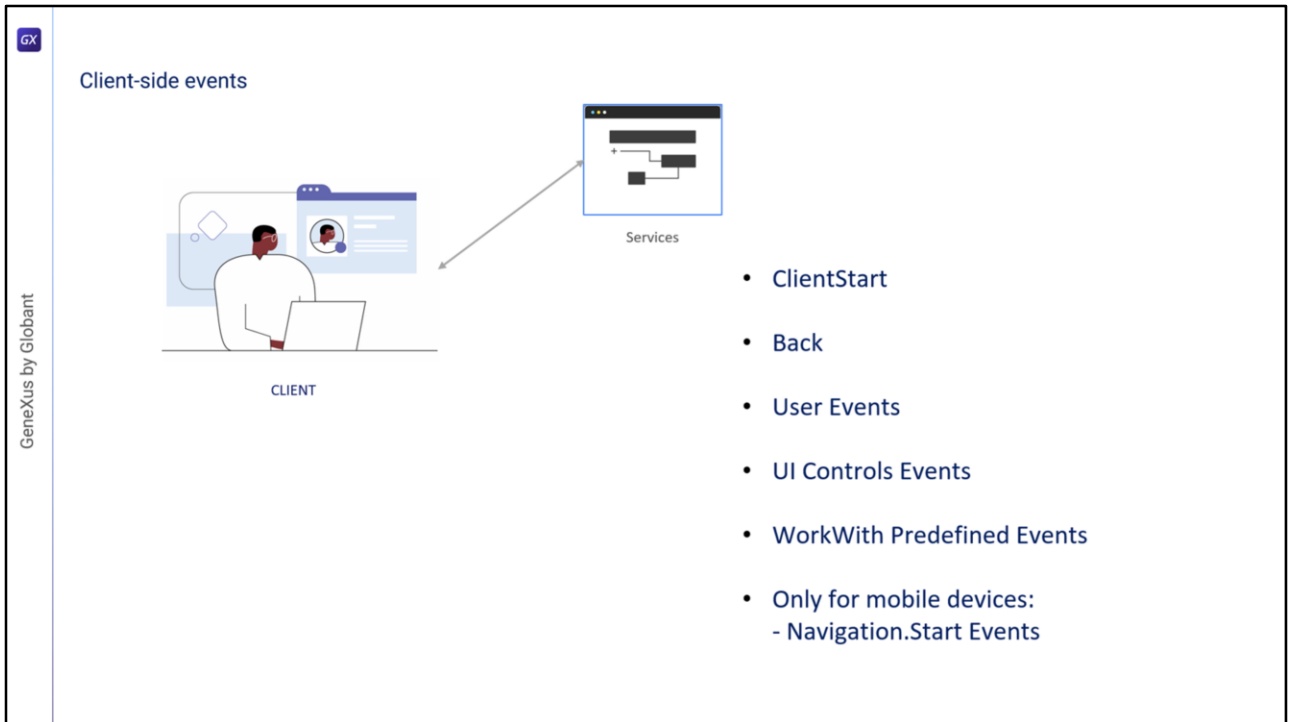 GX
Client-side events
Services
CLIENT
GeneXus by Globant
• ClientStart
• Back
• User Events
• UI Controls Events
• WorkWith Predefined Events
• Only for mobile devices:
- Navigation.Start Events